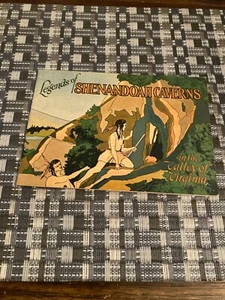 Legends of
SHENANDOAH CAVERNS
In the
Valley of
Virginia